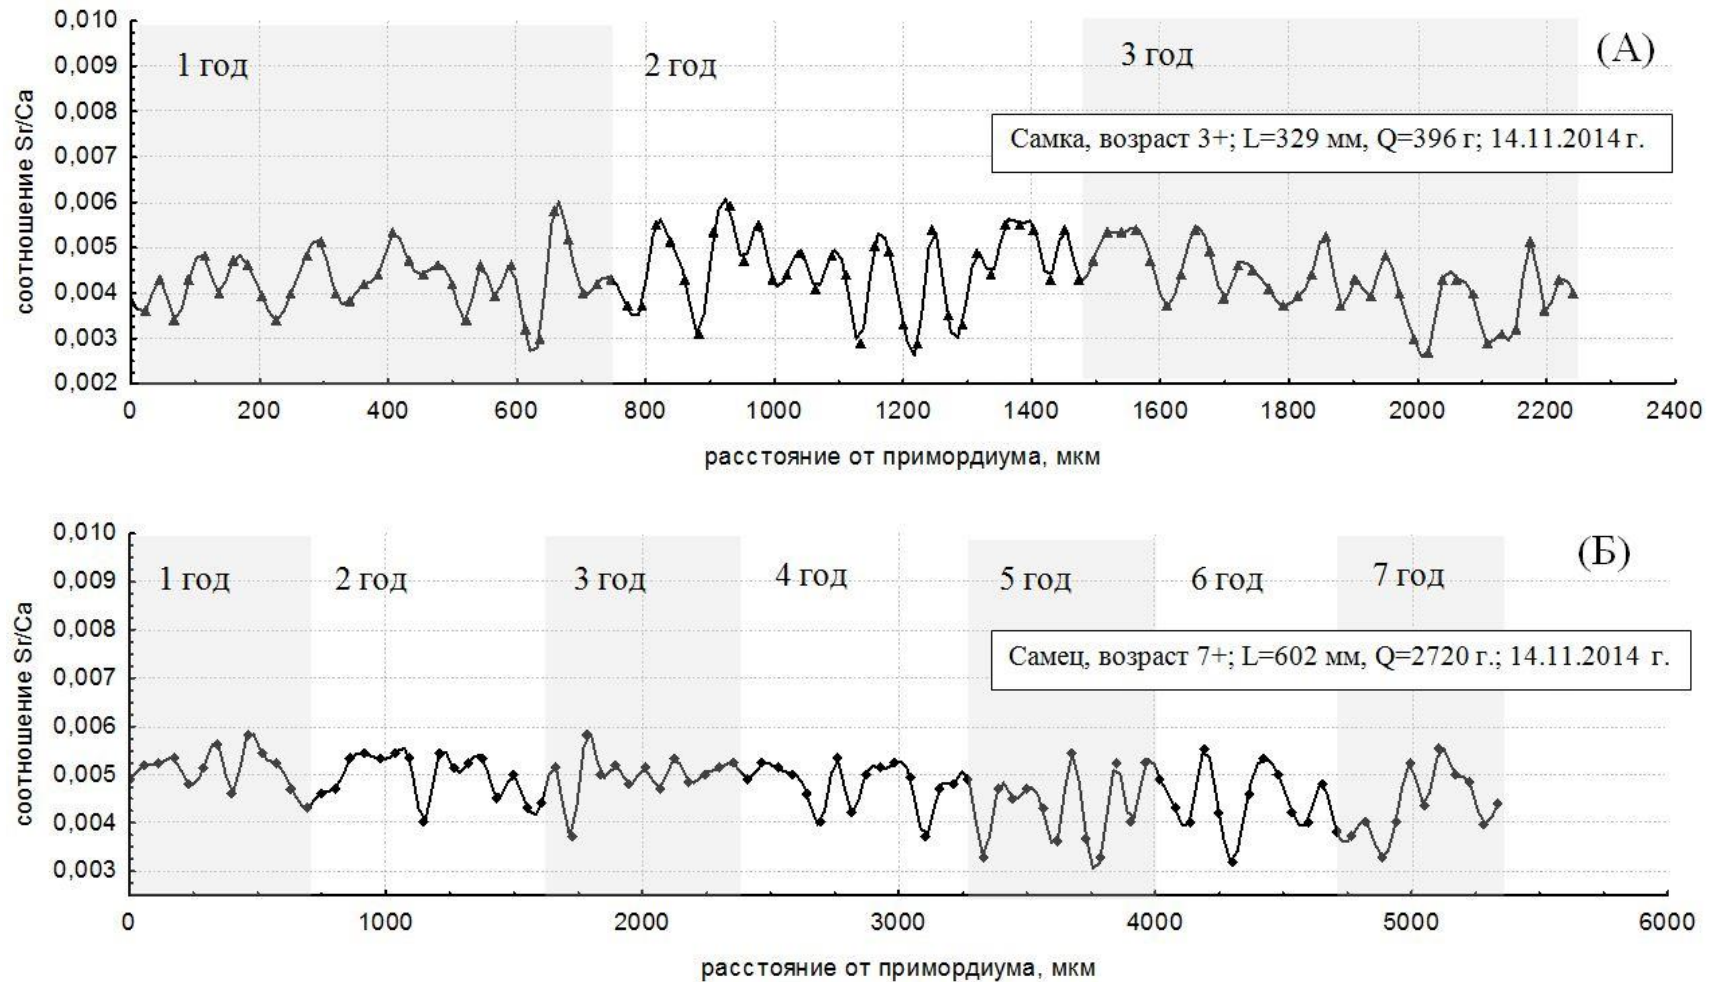 (А)
1 год 2 год 3 год
Самка, возраст 3+; L=329 мм, Q=396 г; 14.11.2014 г.
соотношение Sr/Ca
0,010
0,009
0,008
0,007
0,006
0,005
0,004
0,003
0,002
0 200 400 600 800 1000 1200 1400 1600 1800 2000 2200 2400
расстояние от примордиума, мкм
(Б)
1 год 2 год 3 год 4 год 5 год 6 год 7 год
Самец, возраст 7+; L=602 мм, Q=2720 г.; 14.11.2014 г.
соотношение Sr/Ca
0,010
0,009
0,008
0,007
0,006
0,005
0,004
0,003
0 1000 2000 3000 4000 5000 6000
расстояние от примордиума, мкм